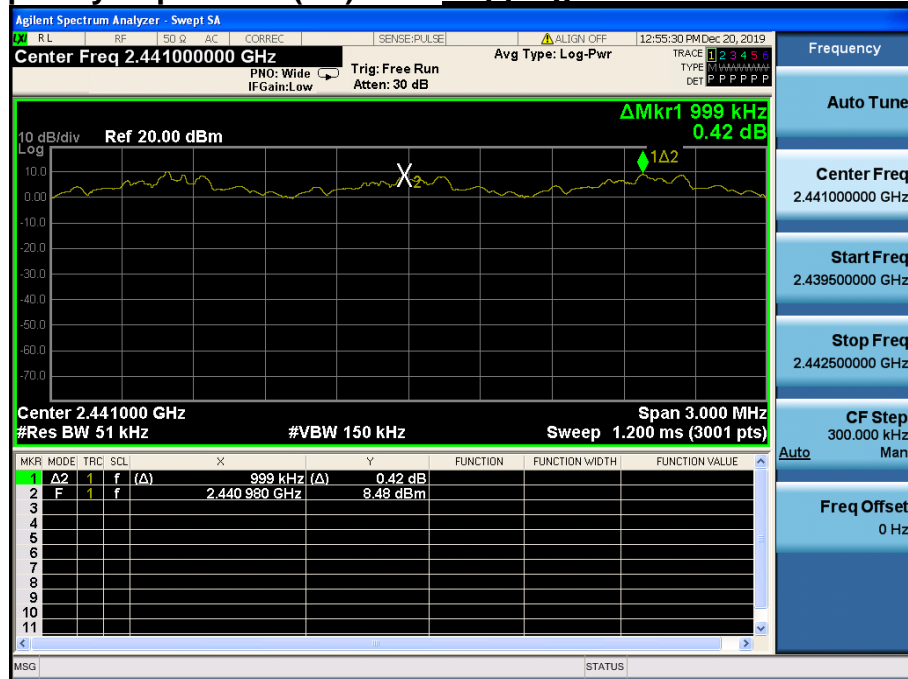 Agilent Spectrum Analyzer - Swept SA
RL RF 50 Ω AC CORREC SENSE:PULSE ALIGN OFF 12:55:30 PM Dec 20, 2019
Center Freq 2.441000000 GHz
PNO: Wide
IFGain:Low
Trig: Free Run
Atten: 30 dB
Avg Type: Log-Pwr
TRACE 1 2 3 4 5 6
TYPE M W W W W W
DET P P P P P P
ΔMkr1 999 kHz
0.42 dB
10 dB/div Ref 20.00 dBm
Log
1Δ2
10.0
X2
0.00
-10.0
-20.0
-30.0
-40.0
-50.0
-60.0
-70.0
Center 2.441000 GHz Span 3.000 MHz
#Res BW 51 kHz #VBW 150 kHz Sweep 1.200 ms (3001 pts)
MKR MODE TRC SCL X Y FUNCTION FUNCTION WIDTH FUNCTION VALUE
1 Δ2 1 f (Δ) 999 kHz (Δ) 0.42 dB
2 F 1 f 2.440 980 GHz 8.48 dBm
3
4
5
6
7
8
9
10
11
MSG STATUS
Frequency
Auto Tune
Center Freq
2.441000000 GHz
Start Freq
2.439500000 GHz
Stop Freq
2.442500000 GHz
CF Step
300.000 kHz
Auto Man
Freq Offset
0 Hz